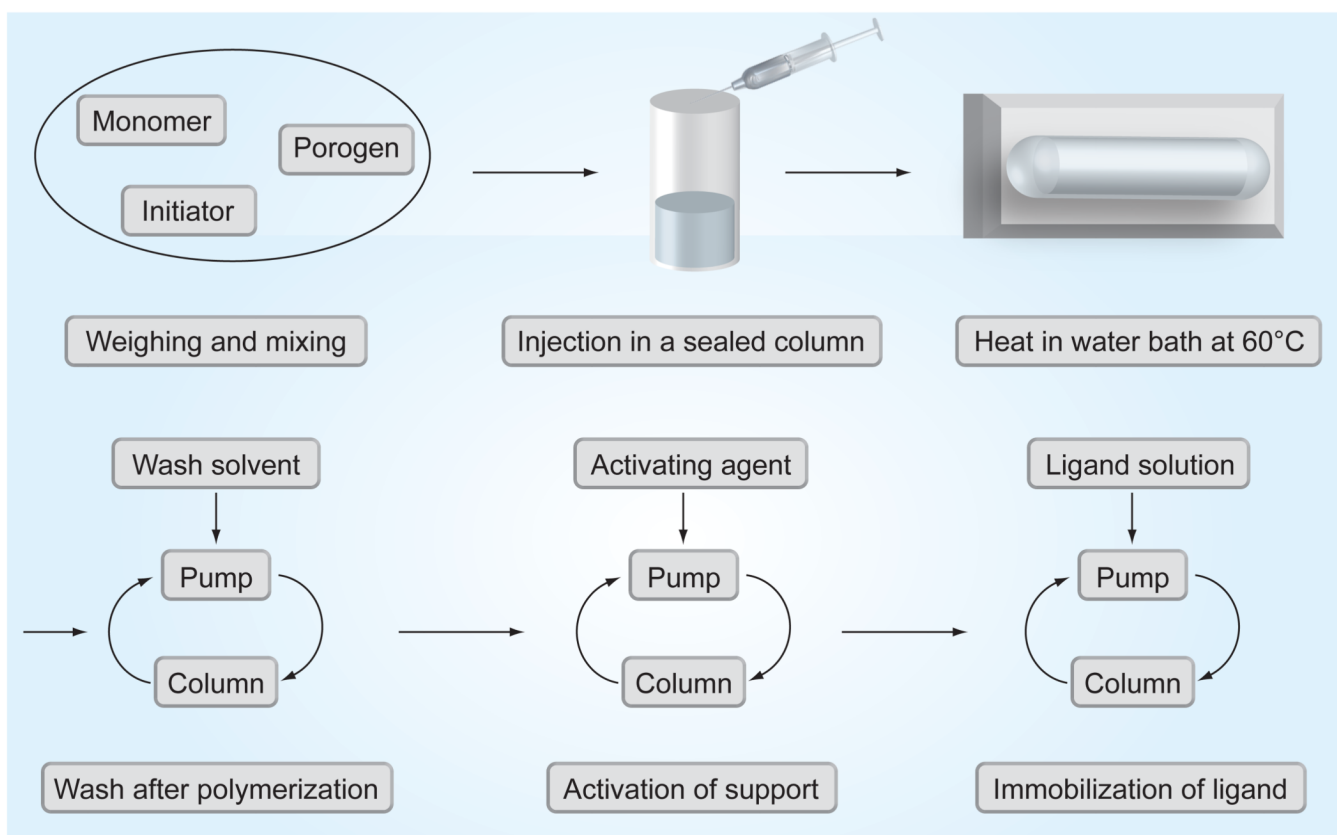 Monomer
Porogen
Initiator
Weighing and mixing
Injection in a sealed column
Heat in water bath at 60°C
Wash solvent
Pump
Column
Wash after polymerization
Activating agent
Pump
Column
Activation of support
Ligand solution
Pump
Column
Immobilization of ligand